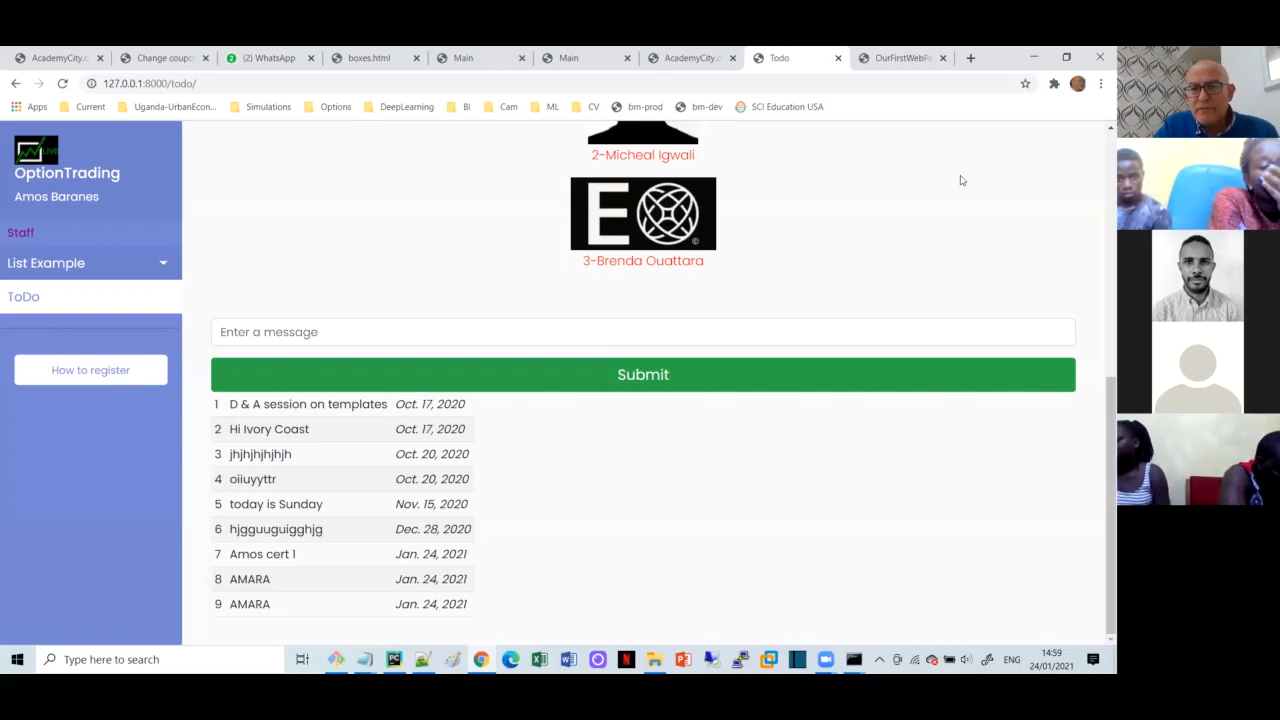 AcademyCity.c
Change coupo
(2) WhatsApp
boxes.html
Main
Main
AcademyCity.c
Todo
OurFirstWebP
127.0.0.1:8000/todo/
Apps
Current
Uganda-UrbanEcon...
Simulations
Options
DeepLearning
BI
Cam
ML
CV
bm-prod
bm-dev
SCI Education USA
LIVE
OptionTrading
Amos Baranes
Staff
List Example
ToDo
How to register
2-Micheal Igwali
E
3-Brenda Ouattara
Enter a message
Submit
1 D & A session on templates Oct. 17, 2020
2 Hi Ivory Coast Oct. 17, 2020
3 jhjhjhjhjhjh Oct. 20, 2020
4 oiiuyyttr Oct. 20, 2020
5 today is Sunday Nov. 15, 2020
6 hjgguuguigghjg Dec. 28, 2020
7 Amos cert 1 Jan. 24, 2021
8 AMARA Jan. 24, 2021
9 AMARA Jan. 24, 2021
Type here to search
ENG
14:59
24/01/2021